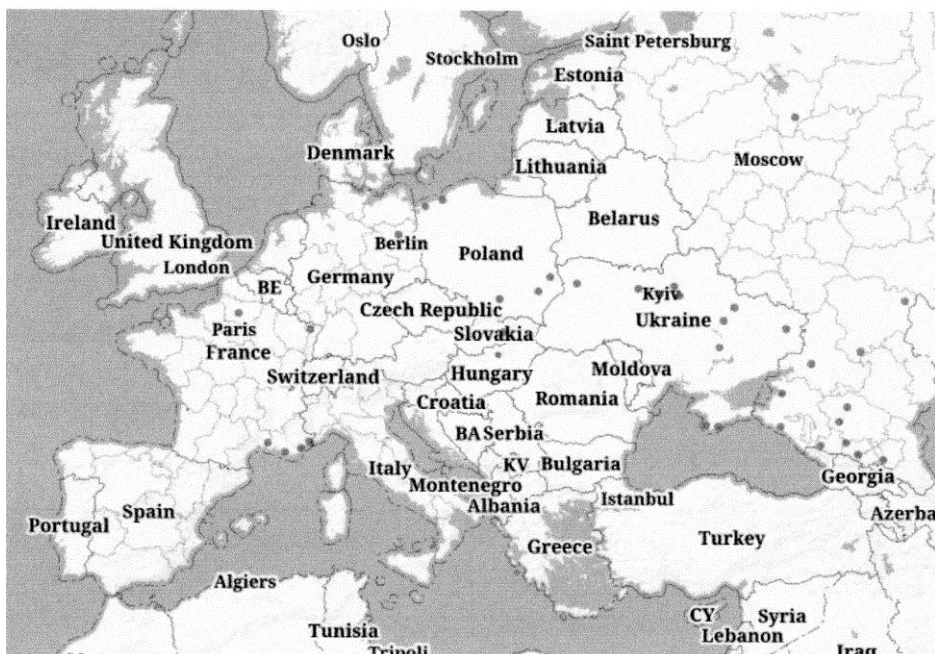 Oslo
Stockholm
Saint Petersburg
Estonia
Latvia
Denmark
Lithuania
Moscow
Ireland
United Kingdom
Berlin
Belarus
London
Poland
BE
Germany
Czech Republic
Kyiv
Paris
Slovakia
Ukraine
France
Switzerland
Hungary
Moldova
Croatia
Romania
BA Serbia
Italy
KV
Bulgaria
Georgia
Montenegro
Albania
Istanbul
Portugal
Spain
Azerba
Greece
Turkey
Algiers
CY
Syria
Tunisia
Lebanon
Tripoli
Iraq